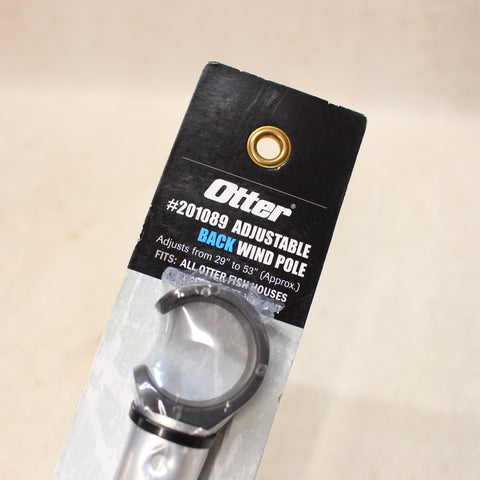 Otter®
#201089 ADJUSTABLE
BACK WIND POLE
Adjusts from 29" to 53" (Approx.)
FITS: ALL OTTER FISH HOUSES